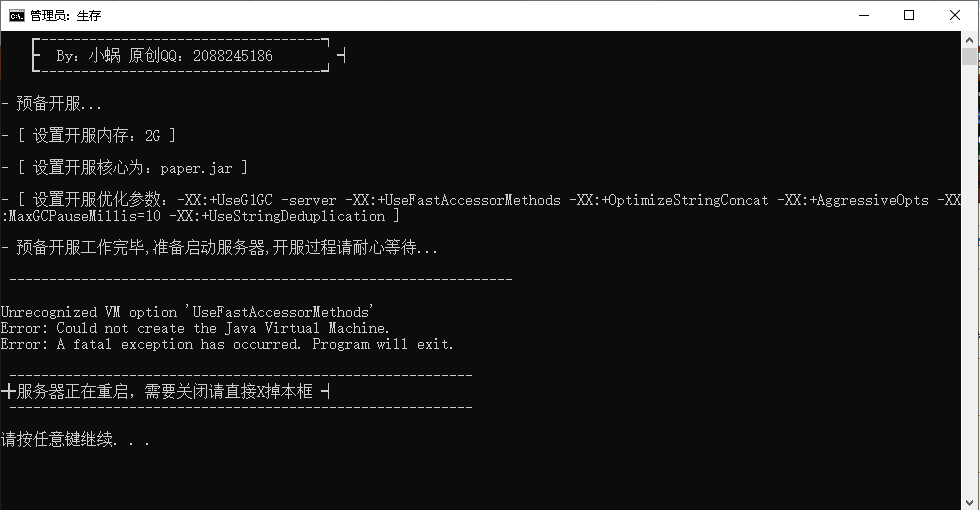 管理员：生存
By：小蜗 原创QQ：2088245186
- 预备开服...
- [ 设置开服内存：2G ]
- [ 设置开服核心为：paper.jar ]
- [ 设置开服优化参数：-XX:+UseG1GC -server -XX:+UseFastAccessorMethods -XX:+OptimizeStringConcat -XX:+AggressiveOpts -XX
:MaxGCPauseMillis=10 -XX:+UseStringDeduplication ]
- 预备开服工作完毕,准备启动服务器,开服过程请耐心等待...
Unrecognized VM option 'UseFastAccessorMethods'
Error: Could not create the Java Virtual Machine.
Error: A fatal exception has occurred. Program will exit.
服务器正在重启，需要关闭请直接X掉本框
请按任意键继续. . .